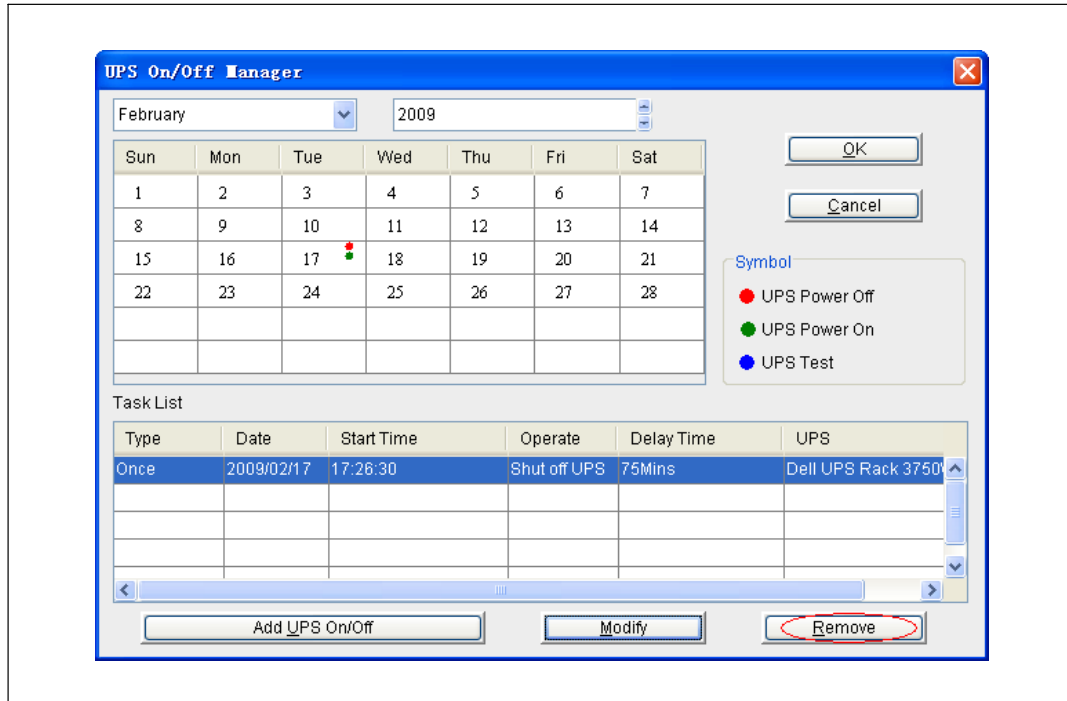 UPS On/Off Manager
February 2009
Sun Mon Tue Wed Thu Fri Sat
1 2 3 4 5 6 7
8 9 10 11 12 13 14
15 16 17 18 19 20 21
22 23 24 25 26 27 28
OK
Cancel
Symbol
UPS Power Off
UPS Power On
UPS Test
Task List
Type Date Start Time Operate Delay Time UPS
Once 2009/02/17 17:26:30 Shut off UPS 75Mins Dell UPS Rack 3750
Add UPS On/Off Modify Remove